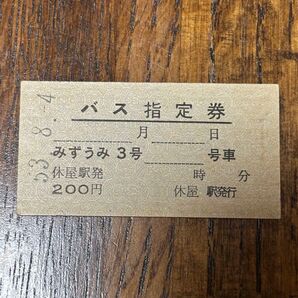 53.8.-4
バス指定券
月 日
みずうみ3号 号車
休屋駅発 時 分
200円 休屋 駅発行